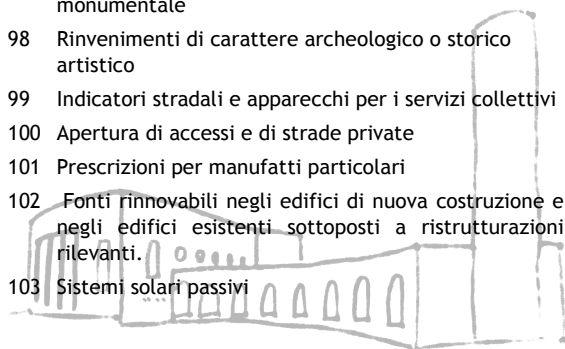 monumentale
98 Rinvenimenti di carattere archeologico o storico
artistico
99 Indicatori stradali e apparecchi per i servizi collettivi
100 Apertura di accessi e di strade private
101 Prescrizioni per manufatti particolari
102 Fonti rinnovabili negli edifici di nuova costruzione e
negli edifici esistenti sottoposti a ristrutturazioni
rilevanti.
103 Sistemi solari passivi